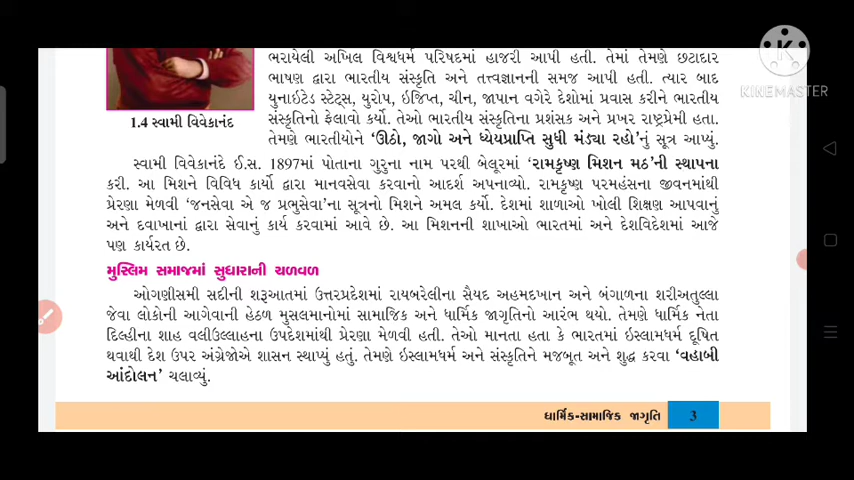 ભરાયેલી અખિલ વિશ્વધર્મ પરિષદમાં હાજરી આપી હતી. તેમાં તેમણે છટાદાર
ભાષણ દ્વારા ભારતીય સંસ્કૃતિ અને તત્ત્વજ્ઞાનની સમજ આપી હતી. ત્યાર બાદ
યુનાઇટેડ સ્ટેટ્સ, યુરોપ, ઇજિપ્ત, ચીન, જાપાન વગેરે દેશોમાં પ્રવાસ કરીને ભારતીય
સંસ્કૃતિનો ફેલાવો કર્યો. તેઓ ભારતીય સંસ્કૃતિના પ્રશંસક અને પ્રખર રાષ્ટ્રપ્રેમી હતા.
તેમણે ભારતીયોને ‘ઊઠો, જાગો અને ધ્યેયપ્રાપ્તિ સુધી મંડ્યા રહો’નું સૂત્ર આપ્યું.
1.4 સ્વામી વિવેકાનંદ
સ્વામી વિવેકાનંદે ઈ.સ. 1897માં પોતાના ગુરુના નામ પરથી બેલૂરમાં ‘રામકૃષ્ણ મિશન મઠ’ની સ્થાપના
કરી. આ મિશને વિવિધ કાર્યો દ્વારા માનવસેવા કરવાનો આદર્શ અપનાવ્યો. રામકૃષ્ણ પરમહંસના જીવનમાંથી
પ્રેરણા મેળવી ‘જનસેવા એ જ પ્રભુસેવા’ના સૂત્રનો મિશને અમલ કર્યો. દેશમાં શાળાઓ ખોલી શિક્ષણ આપવાનું
અને દવાખાનાં દ્વારા સેવાનું કાર્ય કરવામાં આવે છે. આ મિશનની શાખાઓ ભારતમાં અને દેશવિદેશમાં આજે
પણ કાર્યરત છે.
મુસ્લિમ સમાજમાં સુધારાની ચળવળ
ઓગણીસમી સદીની શરૂઆતમાં ઉત્તરપ્રદેશમાં રાયબરેલીના સૈયદ અહમદખાન અને બંગાળના શરીઅતુલ્લા
જેવા લોકોની આગેવાની હેઠળ મુસલમાનોમાં સામાજિક અને ધાર્મિક જાગૃતિનો આરંભ થયો. તેમણે ધાર્મિક નેતા
દિલ્હીના શાહ વલીઉલ્લાહના ઉપદેશમાંથી પ્રેરણા મેળવી હતી. તેઓ માનતા હતા કે ભારતમાં ઇસ્લામધર્મ દૂષિત
થવાથી દેશ ઉપર અંગ્રેજોએ શાસન સ્થાપ્યું હતું. તેમણે ઇસ્લામધર્મ અને સંસ્કૃતિને મજબૂત અને શુદ્ધ કરવા ‘વહાબી
આંદોલન’ ચલાવ્યું.
ધાર્મિક-સામાજિક જાગૃતિ 3
KINEMASTER